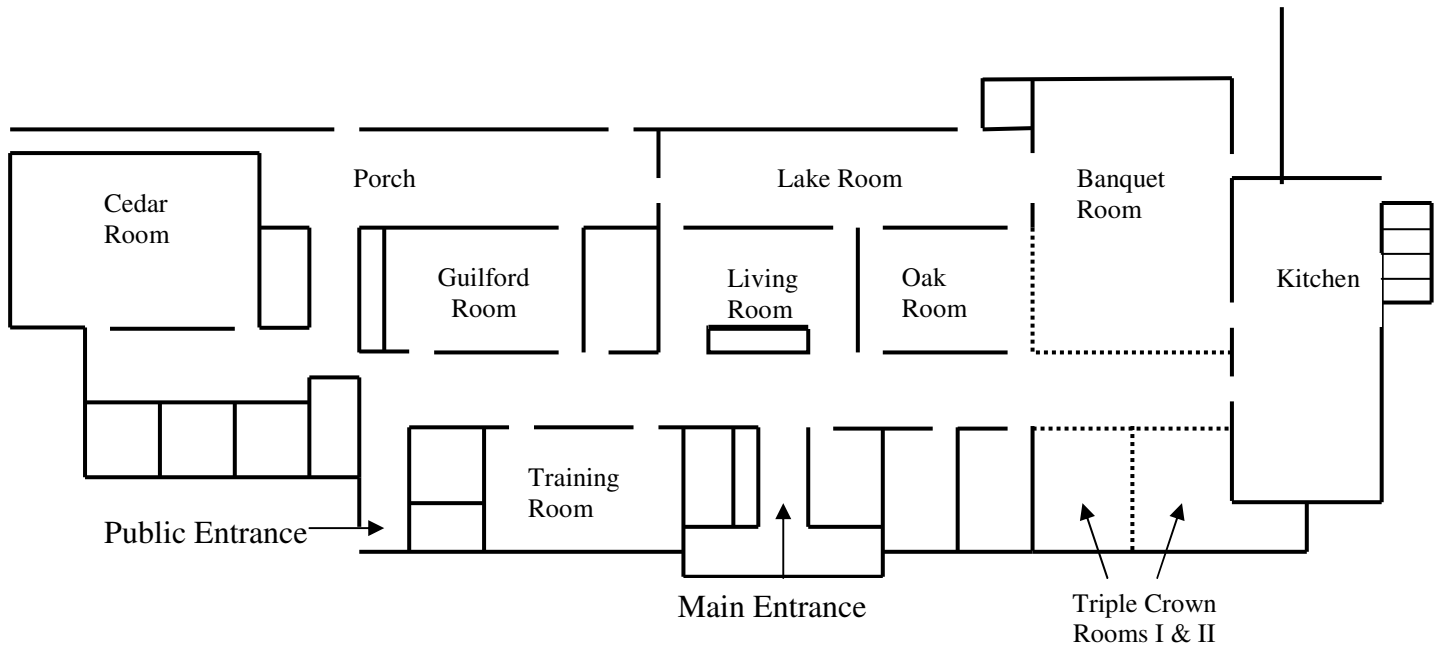 Porch
Lake Room
Banquet
Room
Cedar
Room
Guilford
Room
Living
Room
Oak
Room
Kitchen
Training
Room
Public Entrance
Main Entrance
Triple Crown
Rooms I & II